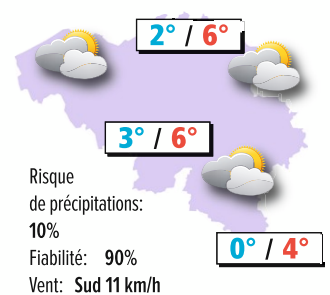 2° / 6°
3° / 6°
Risque
de précipitations:
10%
Fiabilité: 90%
0° / 4°
Vent: Sud 11 km/h